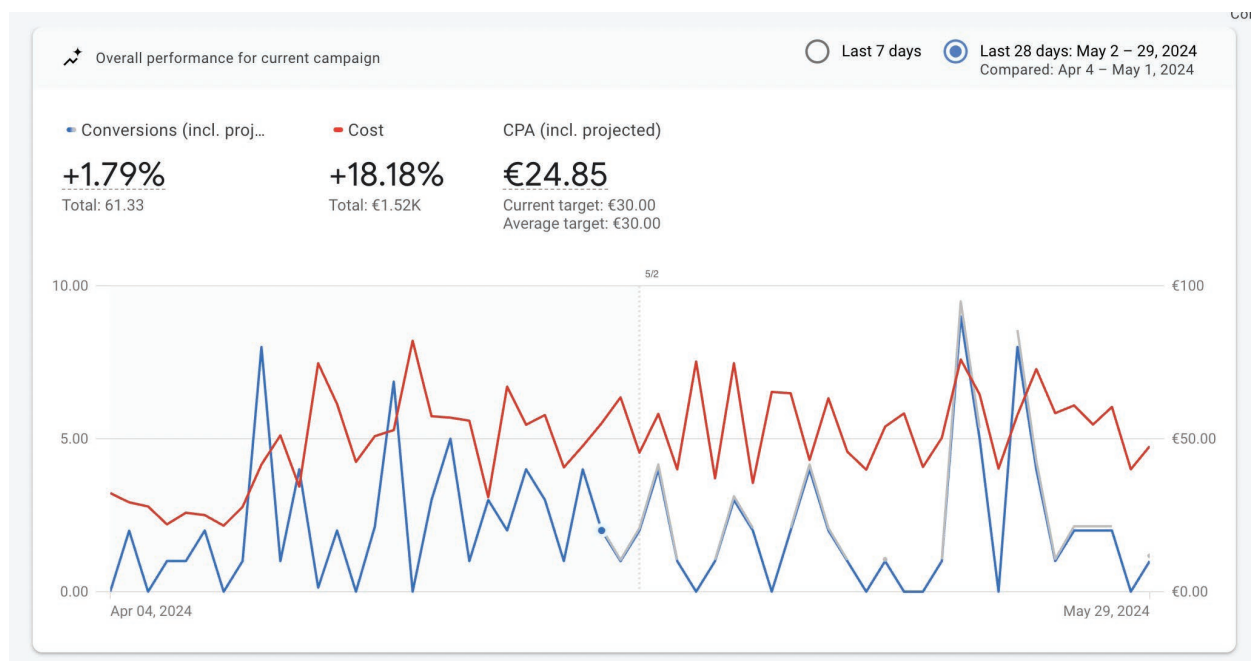 Overall performance for current campaign
Last 7 days
Last 28 days: May 2 – 29, 2024
Compared: Apr 4 – May 1, 2024
Conversions (incl. proj...
Cost
CPA (incl. projected)
+1.79%
+18.18%
€24.85
Total: 61.33
Total: €1.52K
Current target: €30.00
Average target: €30.00
5/2
10.00
€100
5.00
€50.00
0.00
€0.00
Apr 04, 2024
May 29, 2024